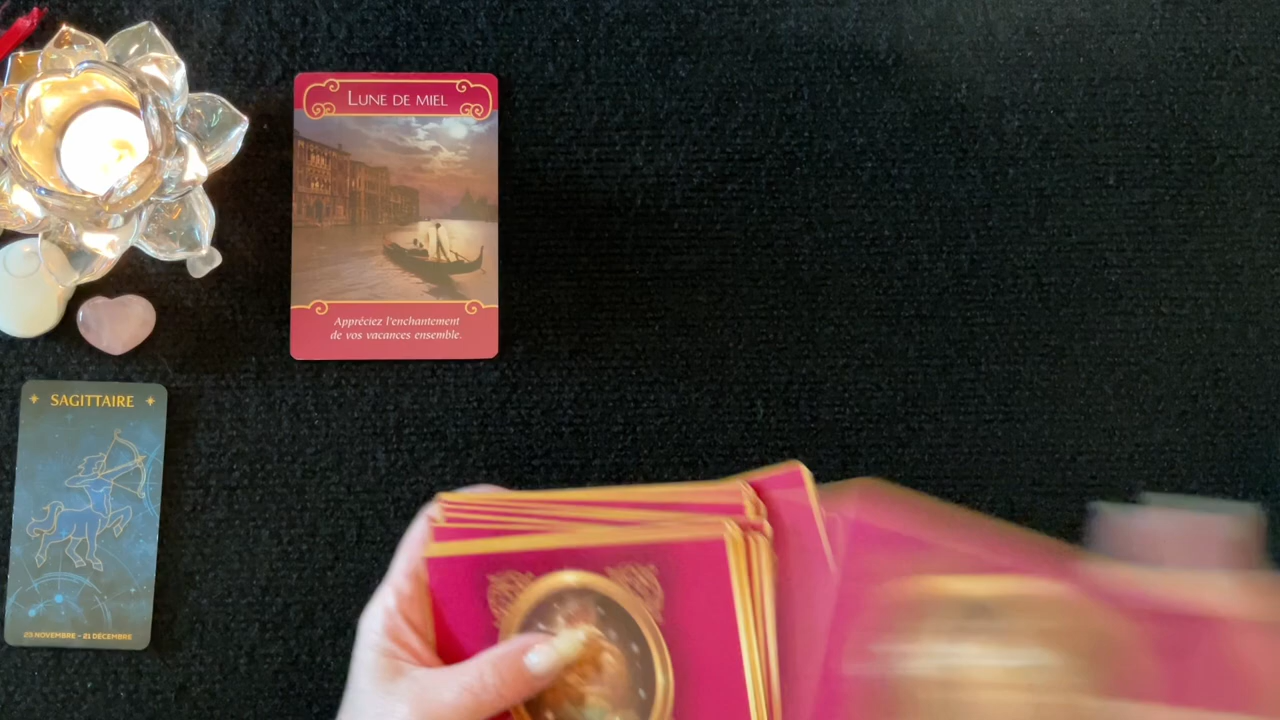 LUNE DE MIEL
Appréciez l'enchantement
de vos vacances ensemble.
SAGITTAIRE
23 NOVEMBRE - 21 DÉCEMBRE